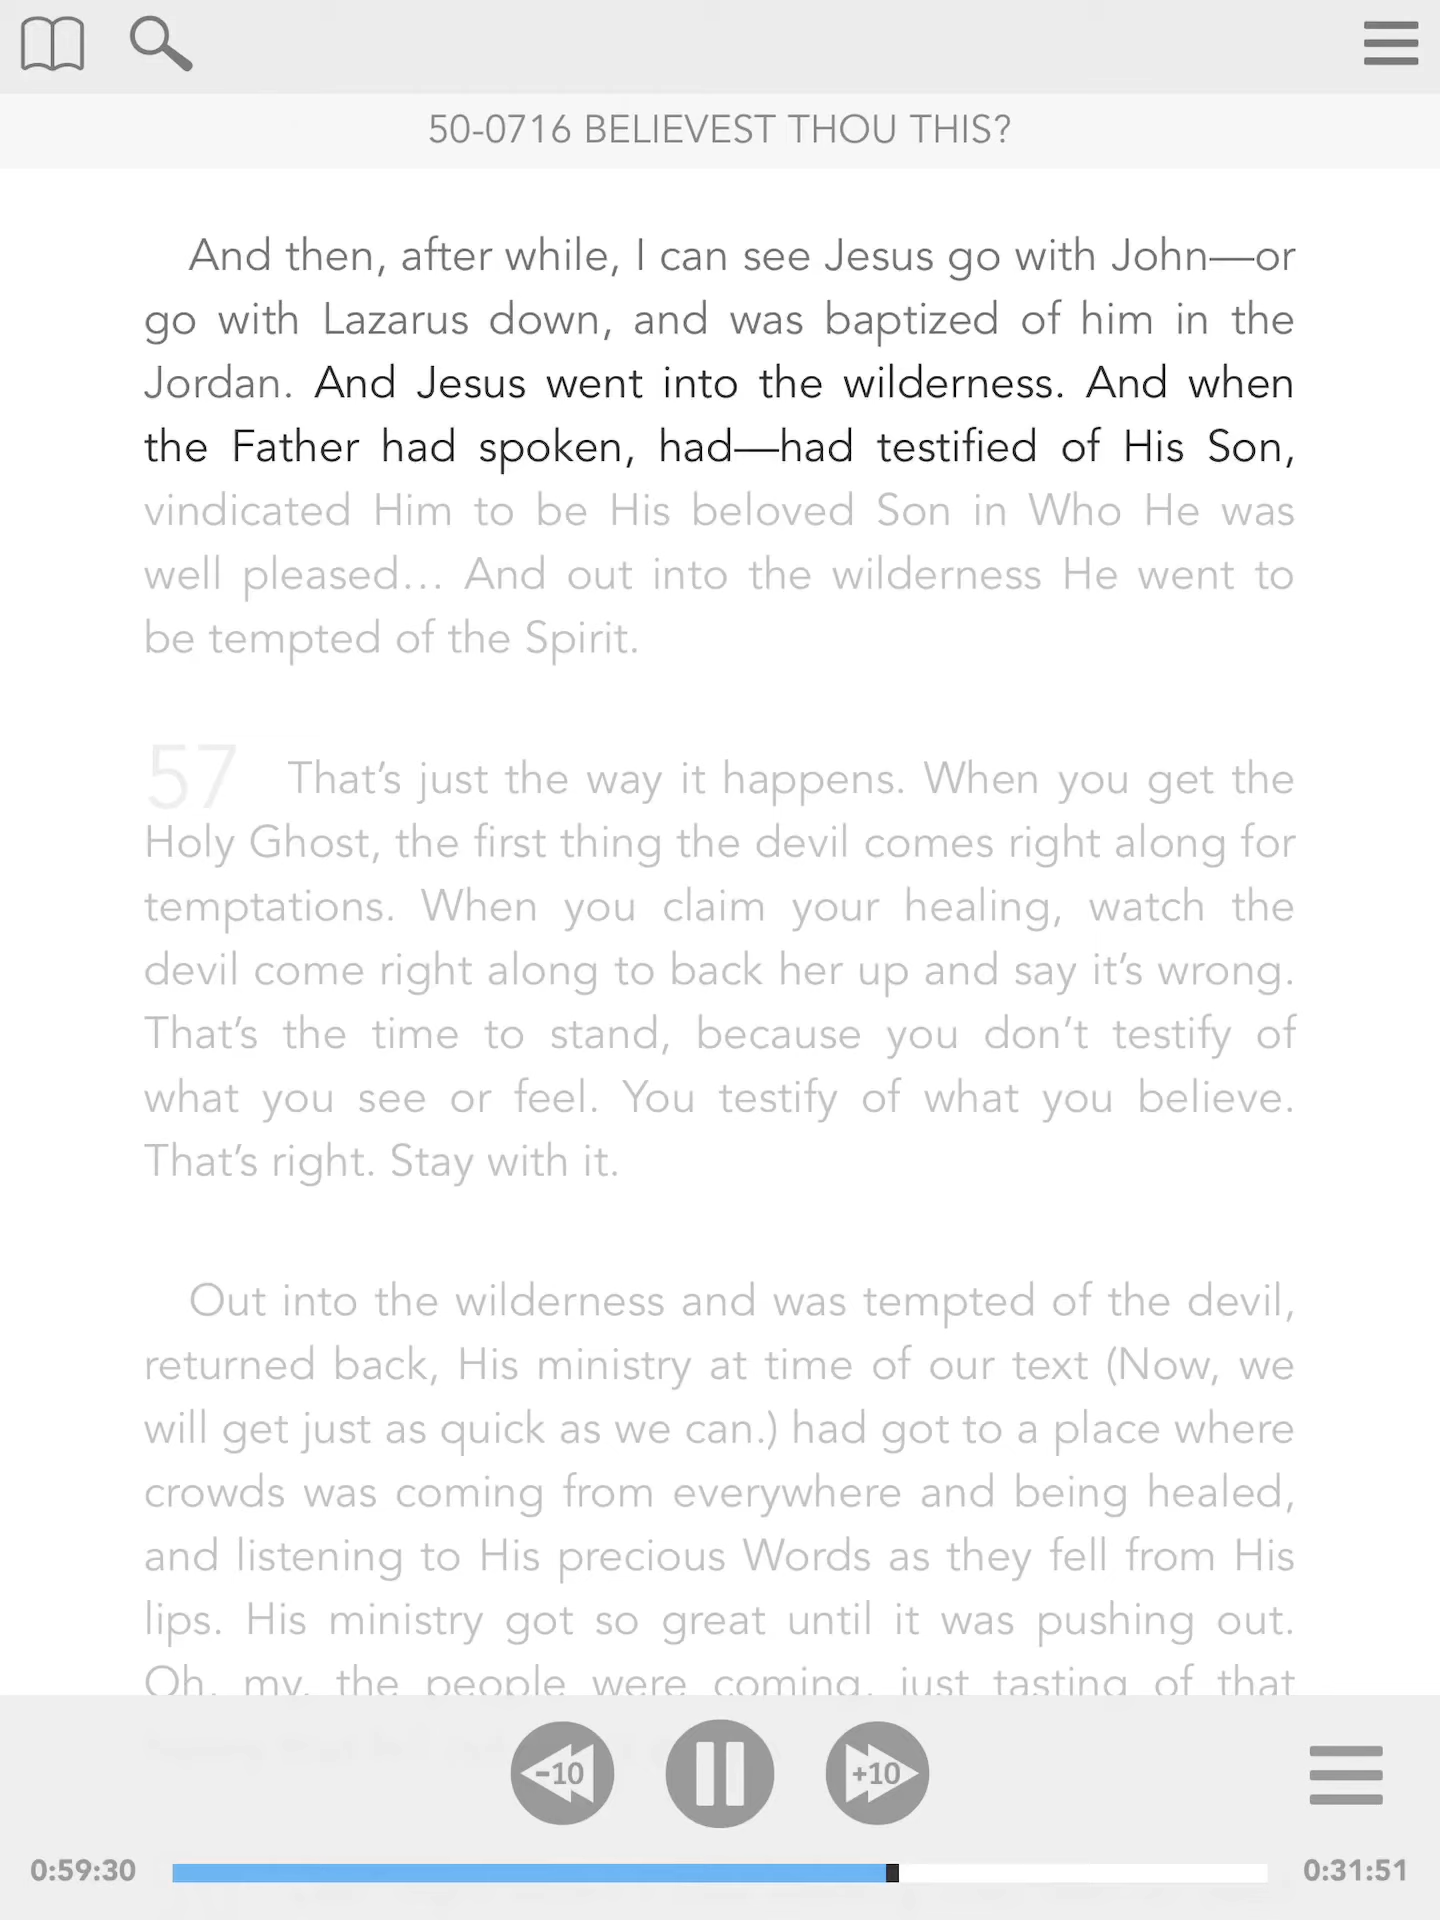 50-0716 BELIEVEST THOU THIS?
And then, after while, I can see Jesus go with John—or
go with Lazarus down, and was baptized of him in the
Jordan. And Jesus went into the wilderness. And when
the Father had spoken, had—had testified of His Son,
vindicated Him to be His beloved Son in Who He was
well pleased… And out into the wilderness He went to
be tempted of the Spirit.
57 That’s just the way it happens. When you get the
Holy Ghost, the first thing the devil comes right along for
temptations. When you claim your healing, watch the
devil come right along to back her up and say it’s wrong.
That’s the time to stand, because you don’t testify of
what you see or feel. You testify of what you believe.
That’s right. Stay with it.
Out into the wilderness and was tempted of the devil,
returned back, His ministry at time of our text (Now, we
will get just as quick as we can.) had got to a place where
crowds was coming from everywhere and being healed,
and listening to His precious Words as they fell from His
lips. His ministry got so great until it was pushing out.
Oh, my, the people were coming, just tasting of that
-10 +10
0:59:30 0:31:51